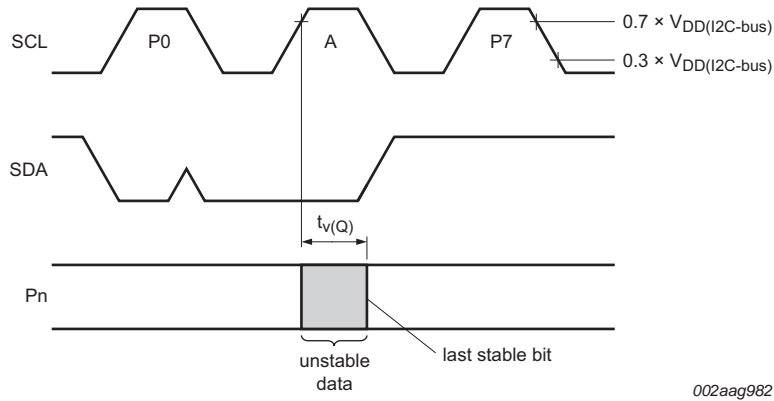 SCL
P0
A
P7
0.7 × VDD(I2C-bus)
0.3 × VDD(I2C-bus)
SDA
tv(Q)
Pn
unstable
data
last stable bit
002aag982